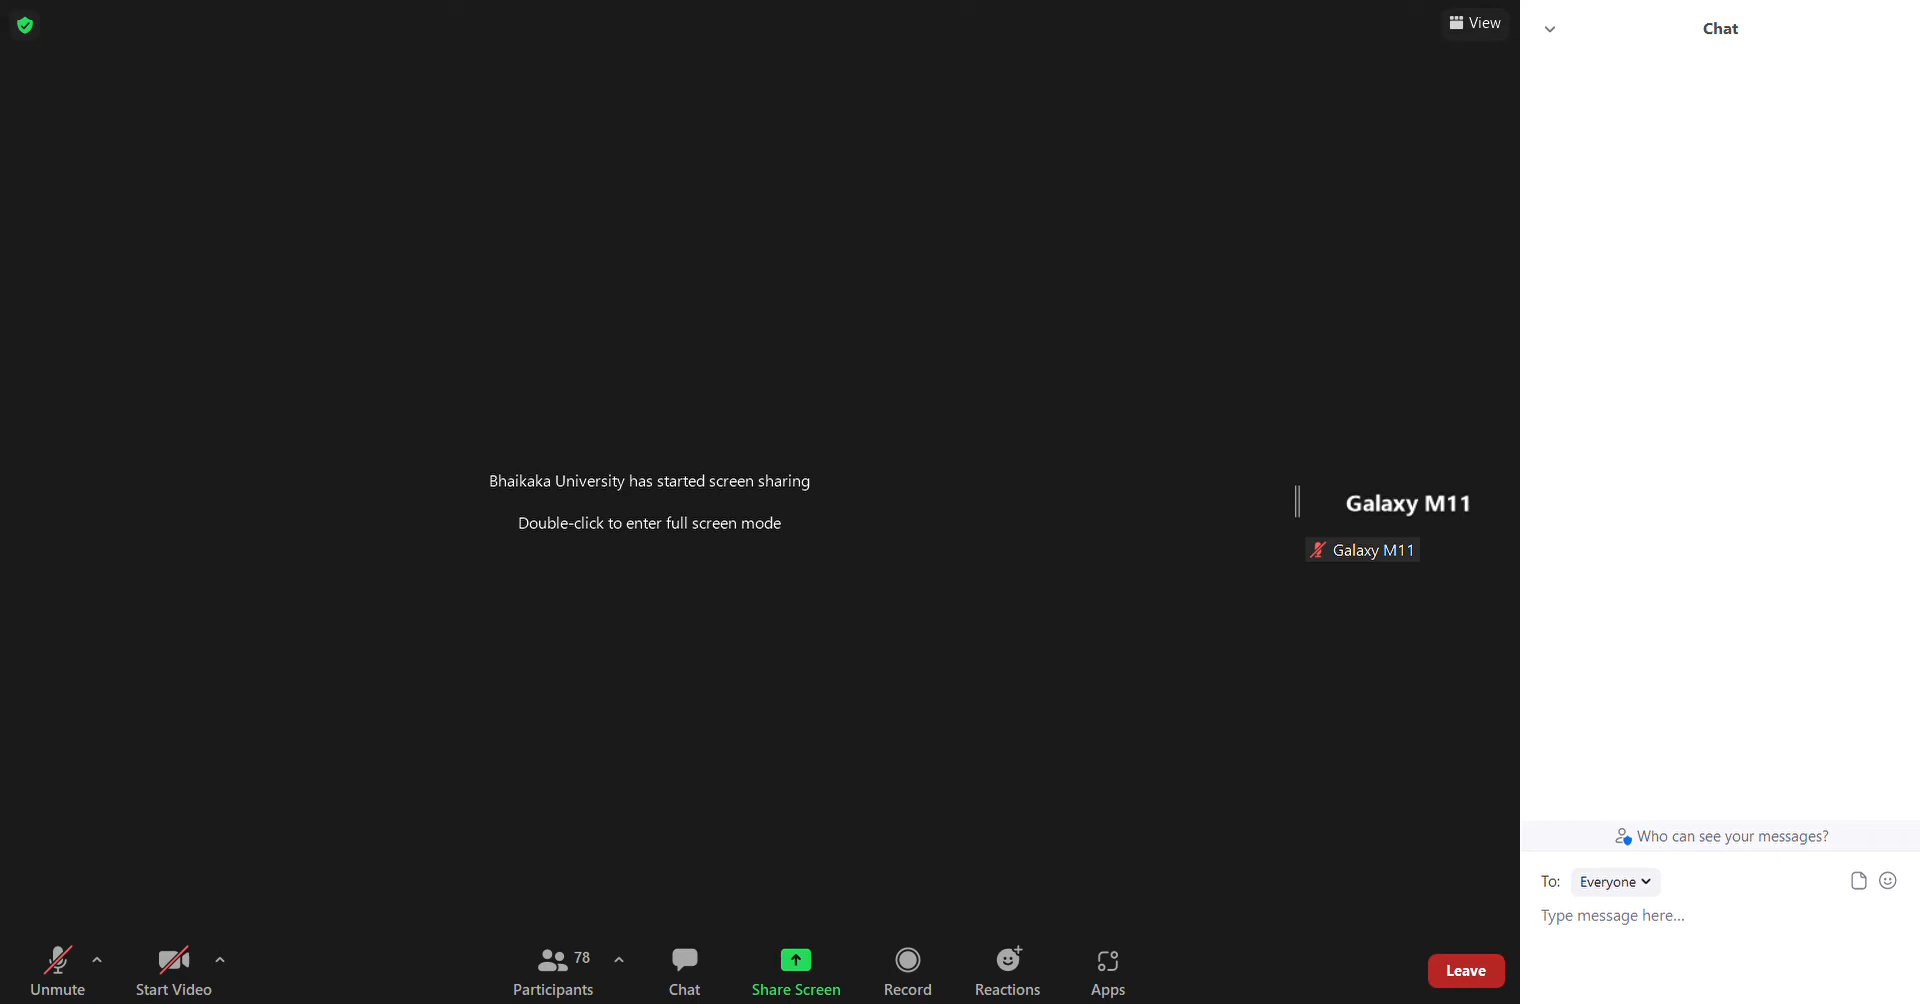 View
Chat
Bhaikaka University has started screen sharing
Double-click to enter full screen mode
Galaxy M11
Galaxy M11
Who can see your messages?
To: Everyone
Type message here...
78
Unmute
Start Video
Participants
Chat
Share Screen
Record
Reactions
Apps
Leave